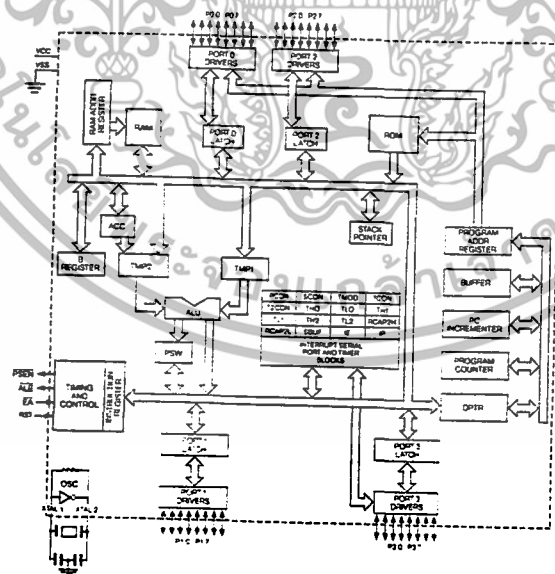 P0.0 P0.7
P2.0 P2.7
VCC
VSS
PORT 0 DRIVERS
PORT 2 DRIVERS
RAM ADDR REGISTER
RAM
PORT 0 LATCH
PORT 2 LATCH
ROM
B REGISTER
ACC
TMP2
TMP1
STACK POINTER
PROGRAM ADDR REGISTER
BUFFER
PC INCREMENTER
PROGRAM COUNTER
DPTR
ALU
PSW
PCON SCON TMOD TCON
T2CON TH0 TL0 TH1
TL1 TH2 TL2 RCAP2H
RCAP2L SBUF IE IP
INTERRUPT SERIAL PORT AND TIMER BLOCKS
PSEN
ALE
EA
RST
TIMING AND CONTROL
INSTRUCTION REGISTER
PORT 1 LATCH
PORT 3 LATCH
OSC
XTAL 1 XTAL 2
PORT 1 DRIVERS
PORT 3 DRIVERS
P1.0 P1.7
P3.0 P3.7